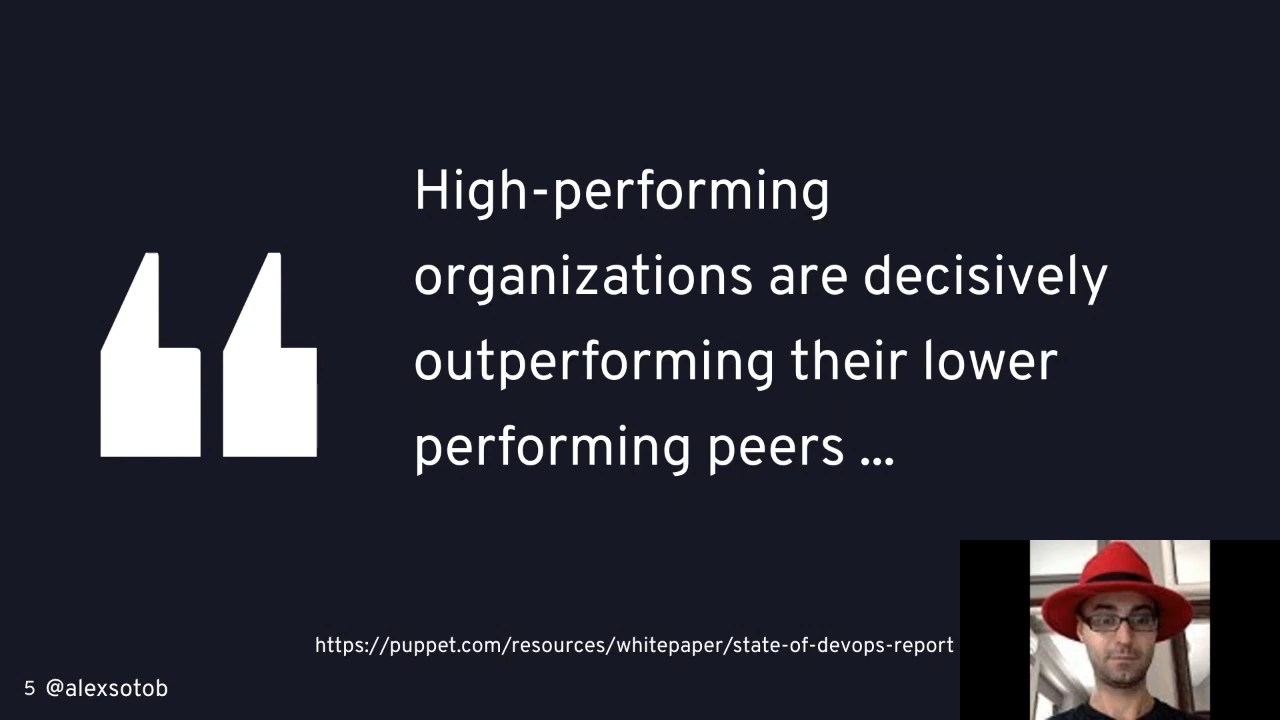 High-performing
organizations are decisively
outperforming their lower
performing peers ...
https://puppet.com/resources/whitepaper/state-of-devops-report
5 @alexsotob